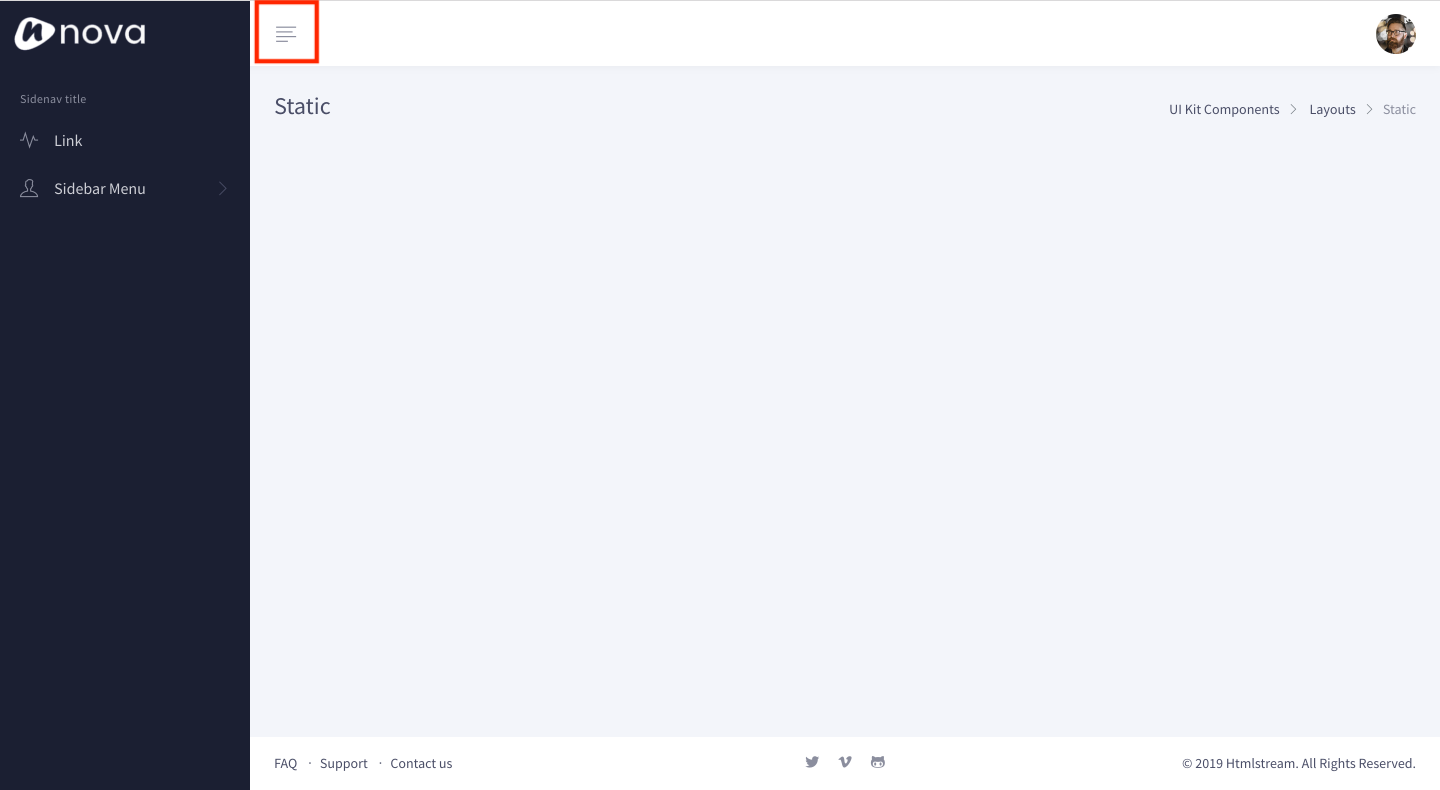 nova
Static
UI Kit Components Layouts Static
Sidenav title
Link
Sidebar Menu
FAQ · Support · Contact us
© 2019 Htmlstream. All Rights Reserved.